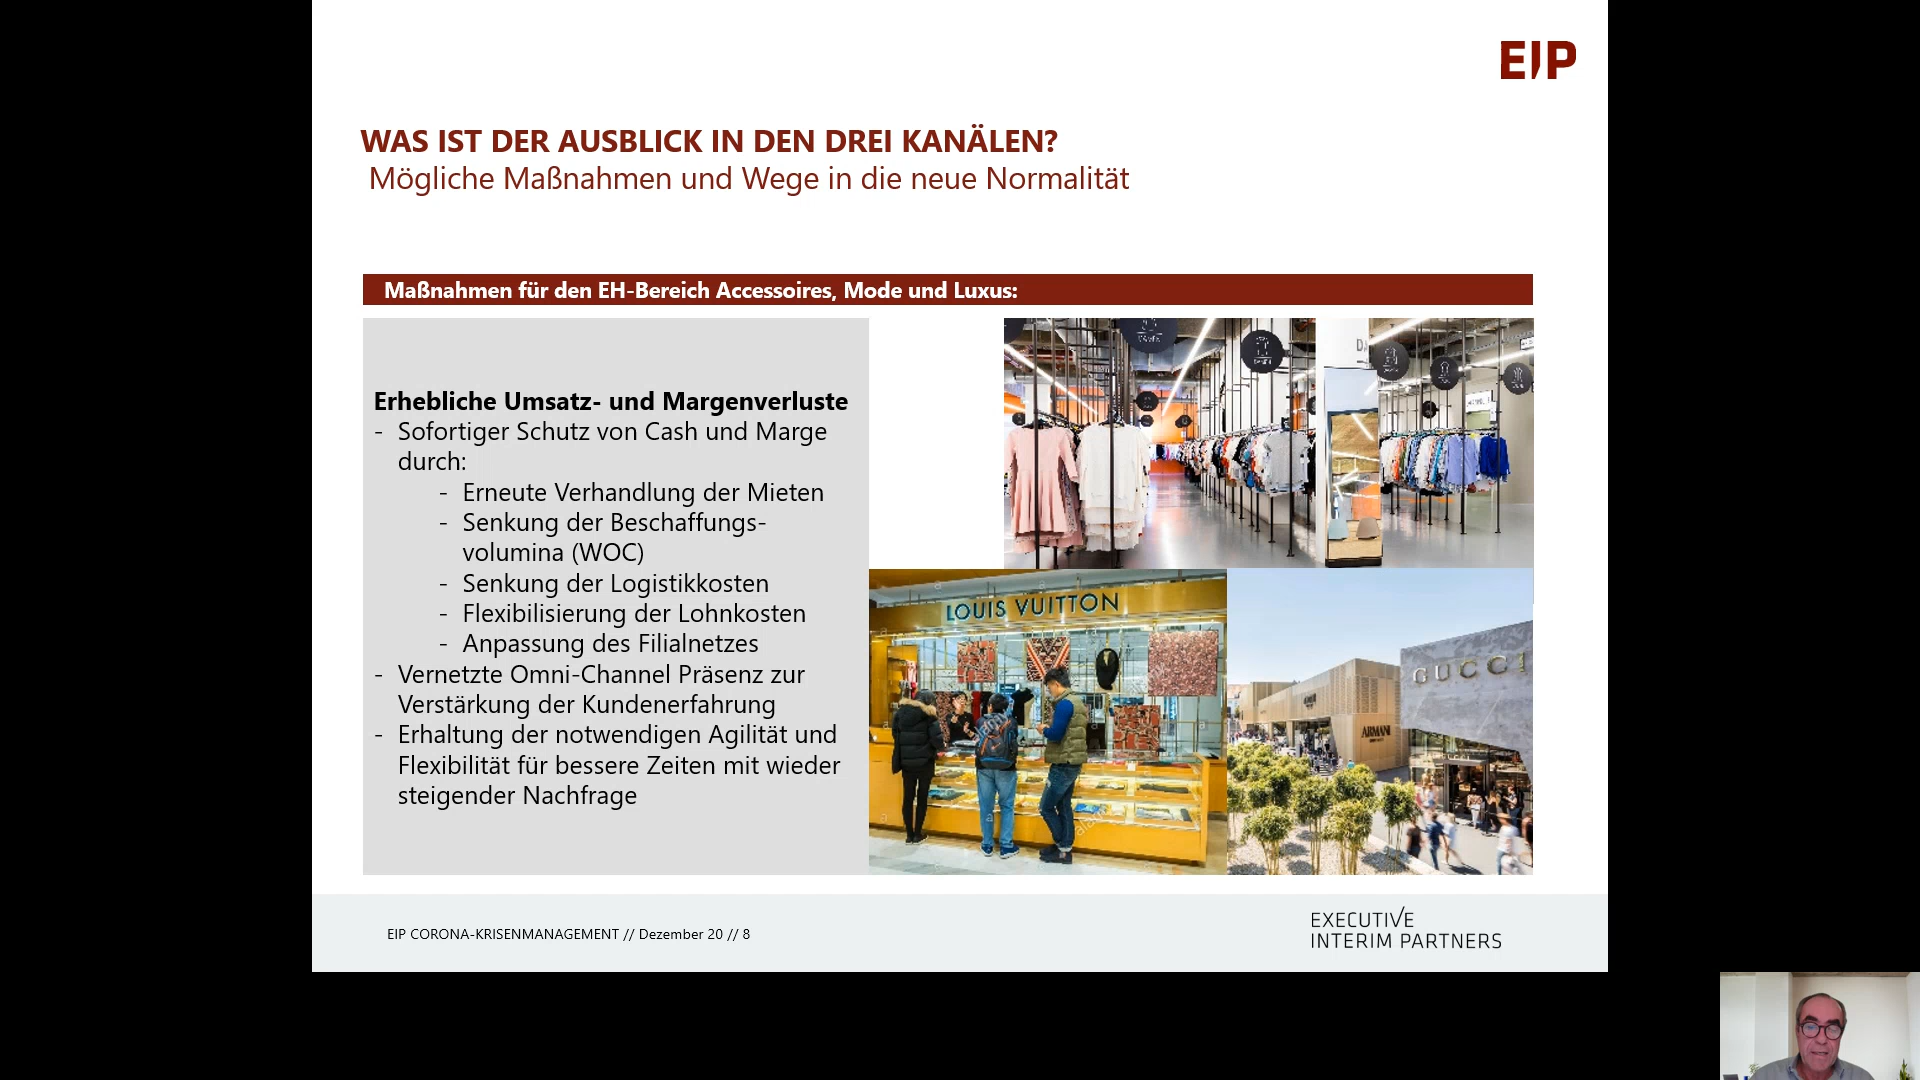 EIP
WAS IST DER AUSBLICK IN DEN DREI KANÄLEN?
Mögliche Maßnahmen und Wege in die neue Normalität
Maßnahmen für den EH-Bereich Accessoires, Mode und Luxus:
Erhebliche Umsatz- und Margenverluste
- Sofortiger Schutz von Cash und Marge
durch:
- Erneute Verhandlung der Mieten
- Senkung der Beschaffungs-
volumina (WOC)
- Senkung der Logistikkosten
- Flexibilisierung der Lohnkosten
- Anpassung des Filialnetzes
- Vernetzte Omni-Channel Präsenz zur
Verstärkung der Kundenerfahrung
- Erhaltung der notwendigen Agilität und
Flexibilität für bessere Zeiten mit wieder
steigender Nachfrage
LOUIS VUITTON
GUCCI
ARMANI
EIP CORONA-KRISENMANAGEMENT // Dezember 20 // 8
EXECUTIVE
INTERIM PARTNERS